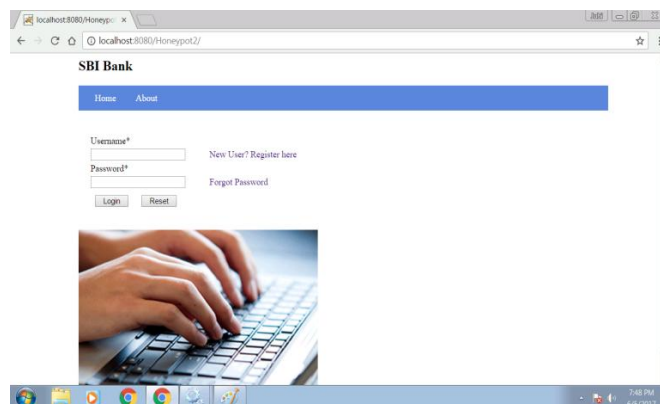 localhost:8080/Honeypo
localhost:8080/Honeypot2/
SBI Bank
Home About
Username*
New User? Register here
Password*
Forgot Password
Login Reset
7:48 PM